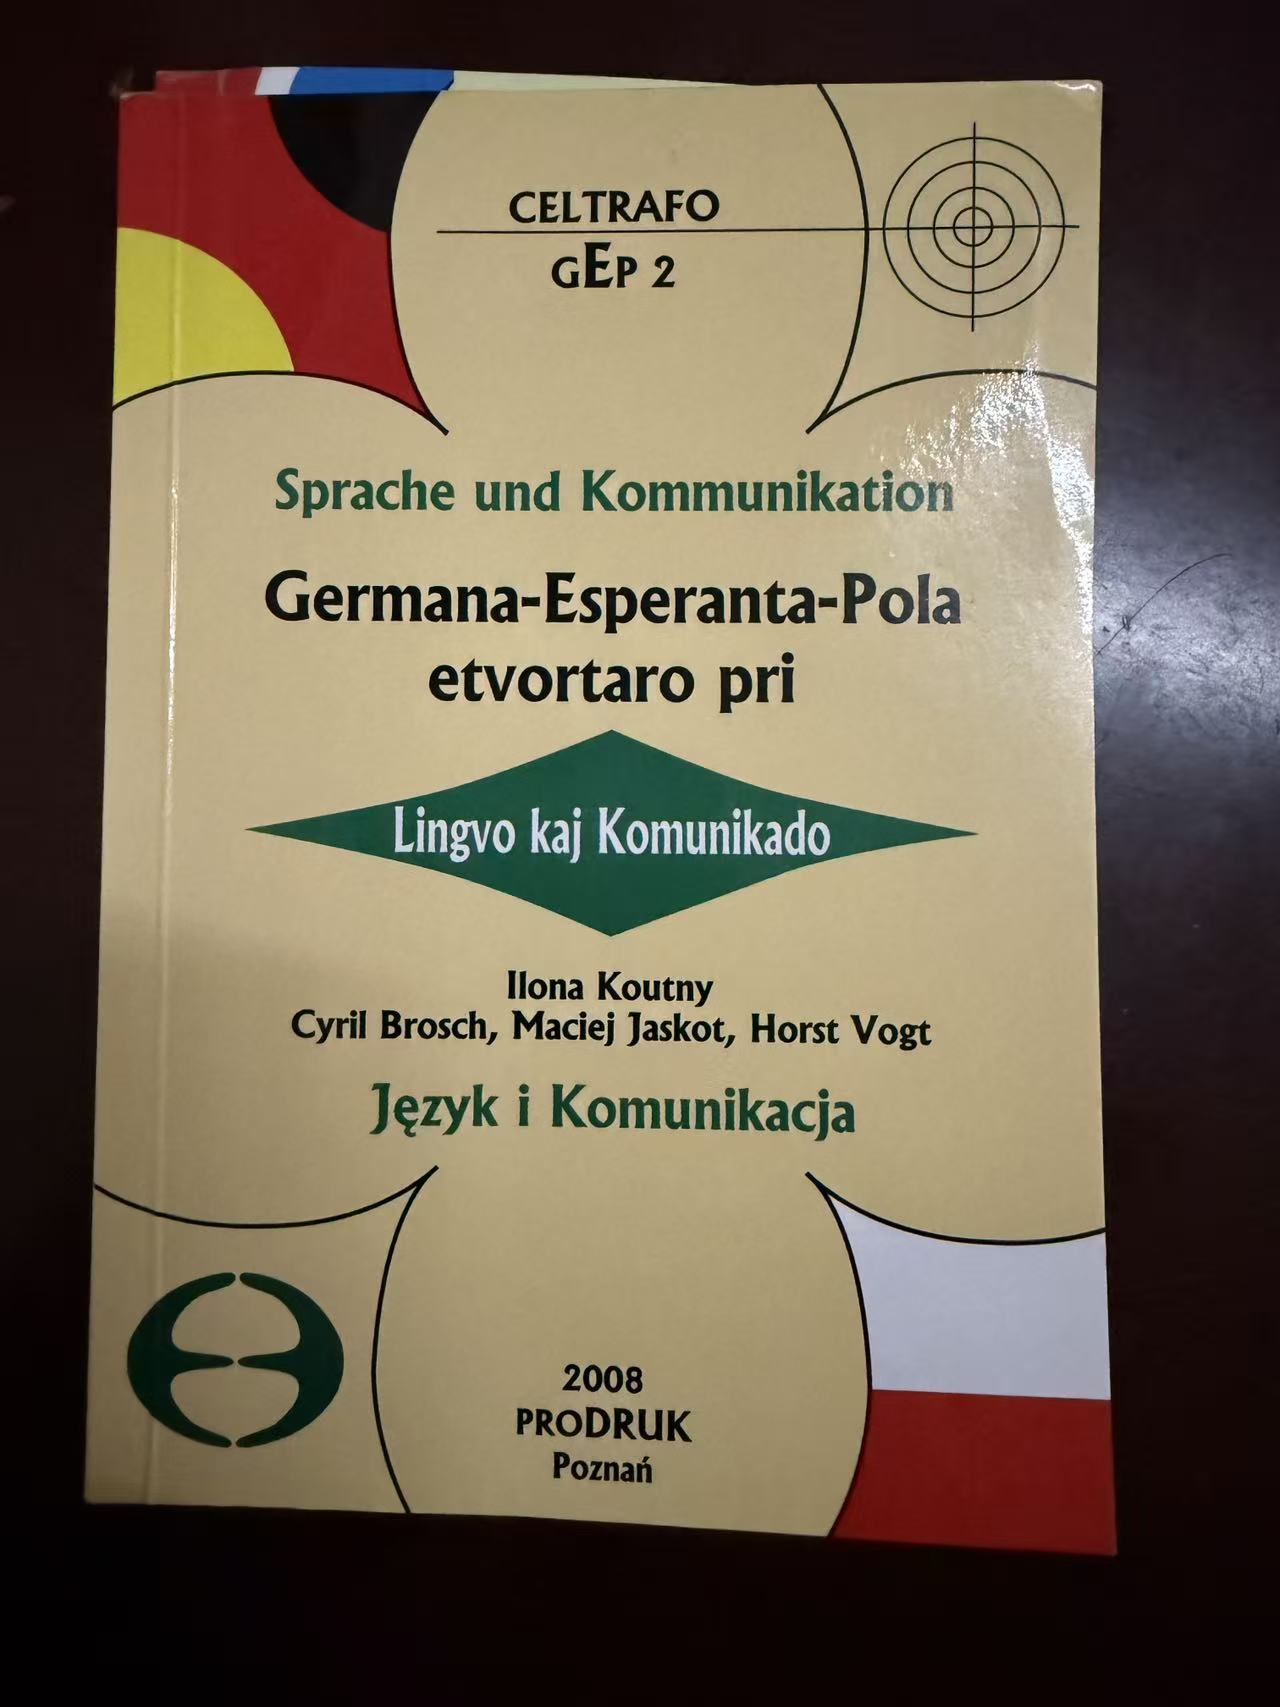 CELTRAFO
GEP 2
Sprache und Kommunikation
Germana-Esperanta-Pola
etvortaro pri
Lingvo kaj Komunikado
Ilona Koutny
Cyril Brosch, Maciej Jaskot, Horst Vogt
Język i Komunikacja
2008
PRODRUK
Poznań